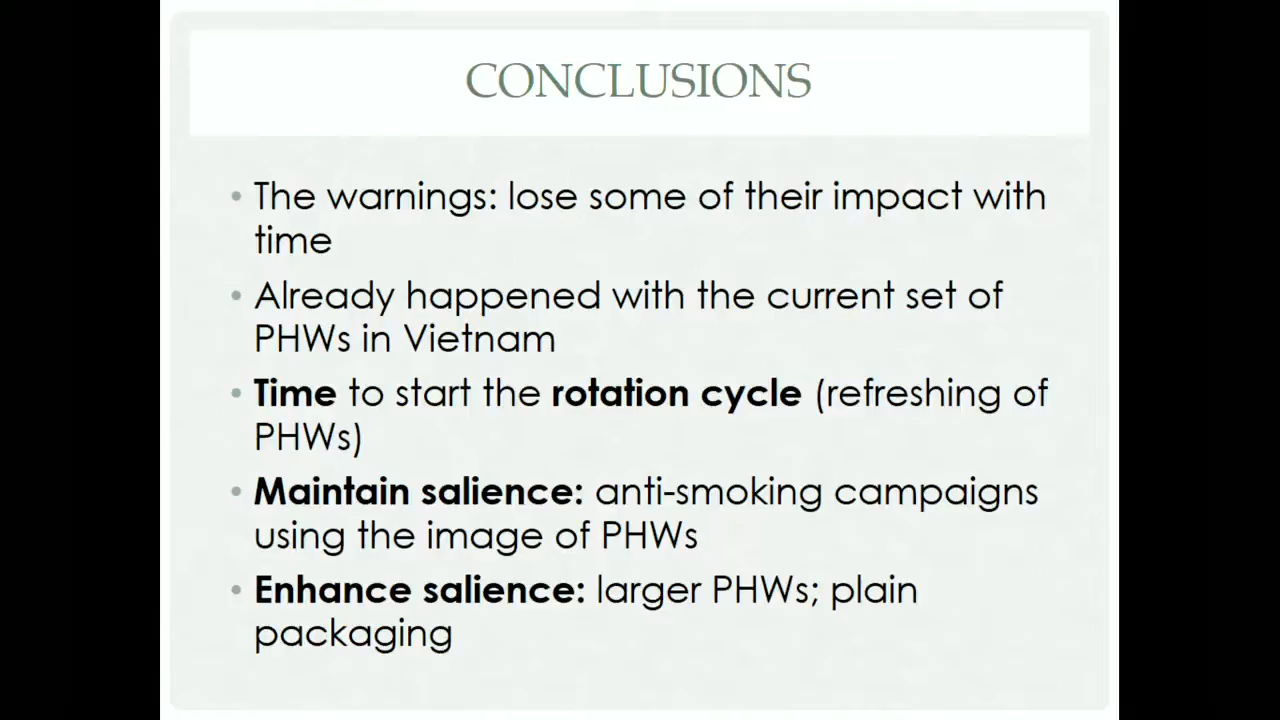 CONCLUSIONS
• The warnings: lose some of their impact with
time
• Already happened with the current set of
PHWs in Vietnam
• Time to start the rotation cycle (refreshing of
PHWs)
• Maintain salience: anti-smoking campaigns
using the image of PHWs
• Enhance salience: larger PHWs; plain
packaging